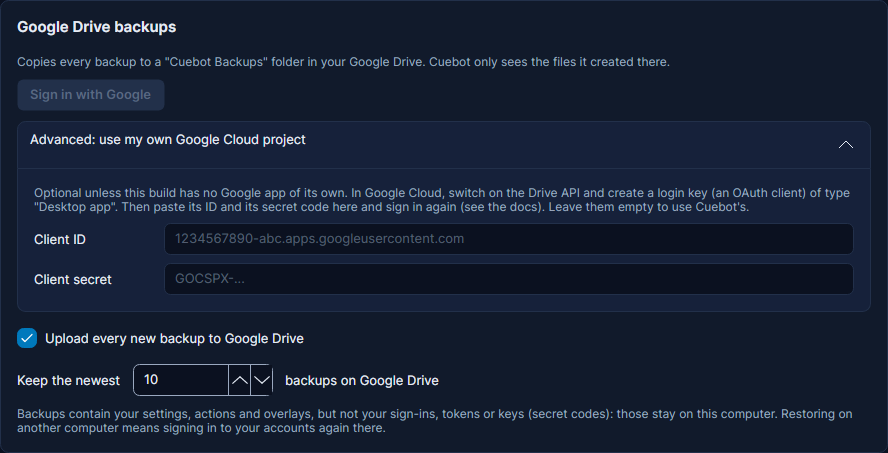 Google Drive backups
Copies every backup to a "Cuebot Backups" folder in your Google Drive. Cuebot only sees the files it created there.
Sign in with Google
Advanced: use my own Google Cloud project
Optional unless this build has no Google app of its own. In Google Cloud, switch on the Drive API and create a login key (an OAuth client) of type
"Desktop app". Then paste its ID and its secret code here and sign in again (see the docs). Leave them empty to use Cuebot's.
Client ID 1234567890-abc.apps.googleusercontent.com
Client secret GOCSPX-...
Upload every new backup to Google Drive
Keep the newest 10 backups on Google Drive
Backups contain your settings, actions and overlays, but not your sign-ins, tokens or keys (secret codes): those stay on this computer. Restoring on
another computer means signing in to your accounts again there.